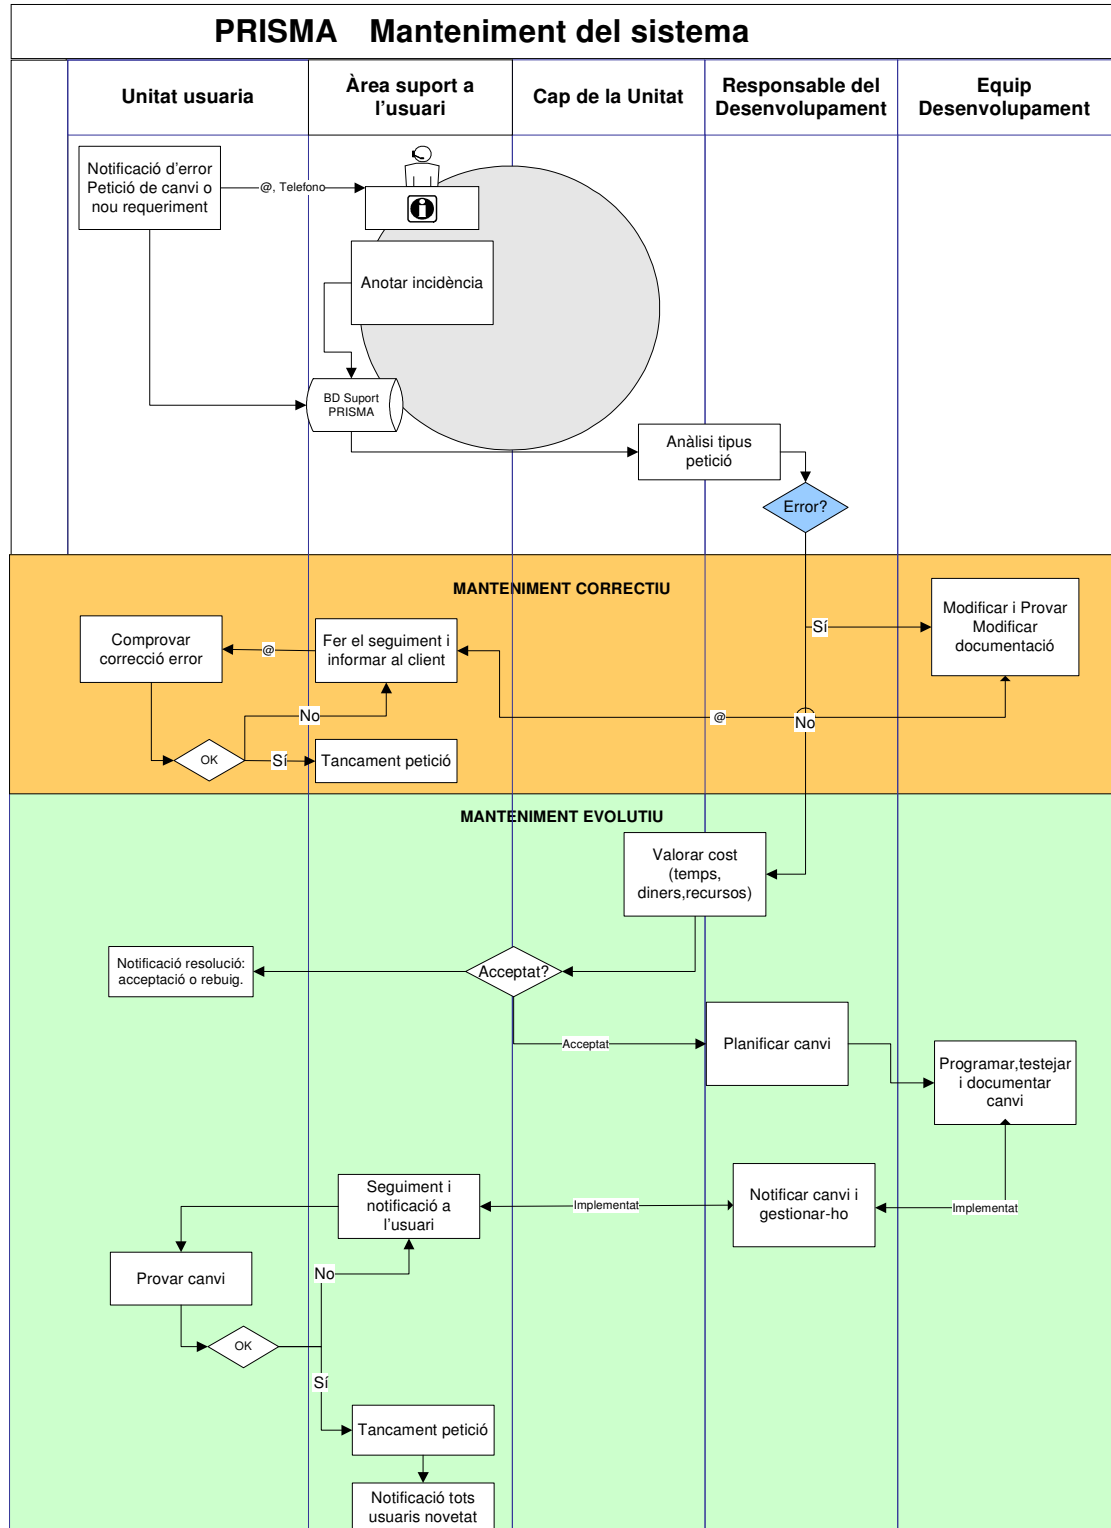 PRISMA    Manteniment del sistema
Unitat usuaria
Àrea suport a
l'usuari
Cap de la Unitat
Responsable del
Desenvolupament
Equip
Desenvolupament
Notificació d'error
Petició de canvi o
nou requeriment
@, Telefono
Anotar incidència
BD Suport
PRISMA
Anàlisi tipus
petició
Error?
MANTENIMENT CORRECTIU
Modificar i Provar
Modificar
documentació
Sí
Comprovar
correcció error
@
Fer el seguiment i
informar al client
No
@
No
OK
Sí
Tancament petició
MANTENIMENT EVOLUTIU
Valorar cost
(temps,
diners,recursos)
Notificació resolució:
acceptació o rebuig.
Acceptat?
Acceptat
Planificar canvi
Programar,testejar
i documentar
canvi
Seguiment i
notificació a
l'usuari
Implementat
Notificar canvi i
gestionar-ho
Implementat
Provar canvi
No
OK
Sí
Tancament petició
Notificació tots
usuaris novetat